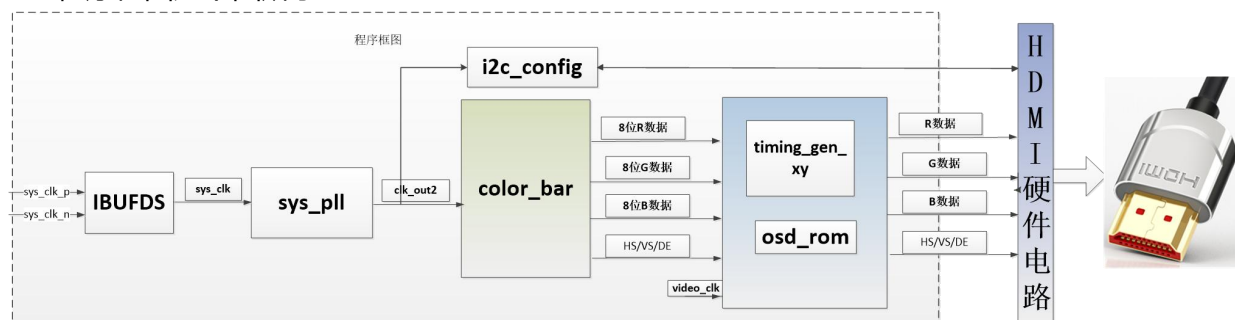 程序框图
i2c_config
sys_clk_p
sys_clk_n
IBUFDS
sys_clk
sys_pll
clk_out2
color_bar
8位R数据
8位G数据
8位B数据
HS/VS/DE
video_clk
timing_gen_
xy
osd_rom
R数据
G数据
B数据
HS/VS/DE
HDMI硬件电路
HDMI